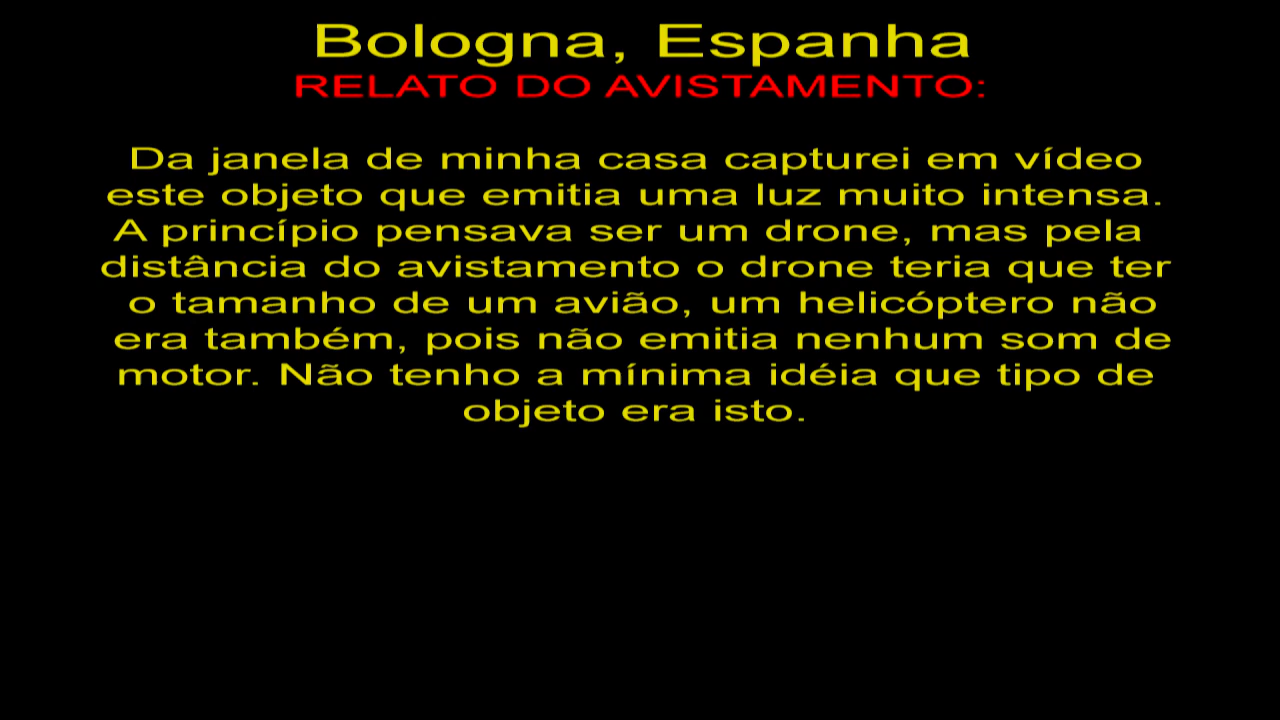 Bologna, Espanha
RELATO DO AVISTAMENTO:
Da janela de minha casa capturei em vídeo
este objeto que emitia uma luz muito intensa.
A princípio pensava ser um drone, mas pela
distância do avistamento o drone teria que ter
o tamanho de um avião, um helicóptero não
era também, pois não emitia nenhum som de
motor. Não tenho a mínima idéia que tipo de
objeto era isto.